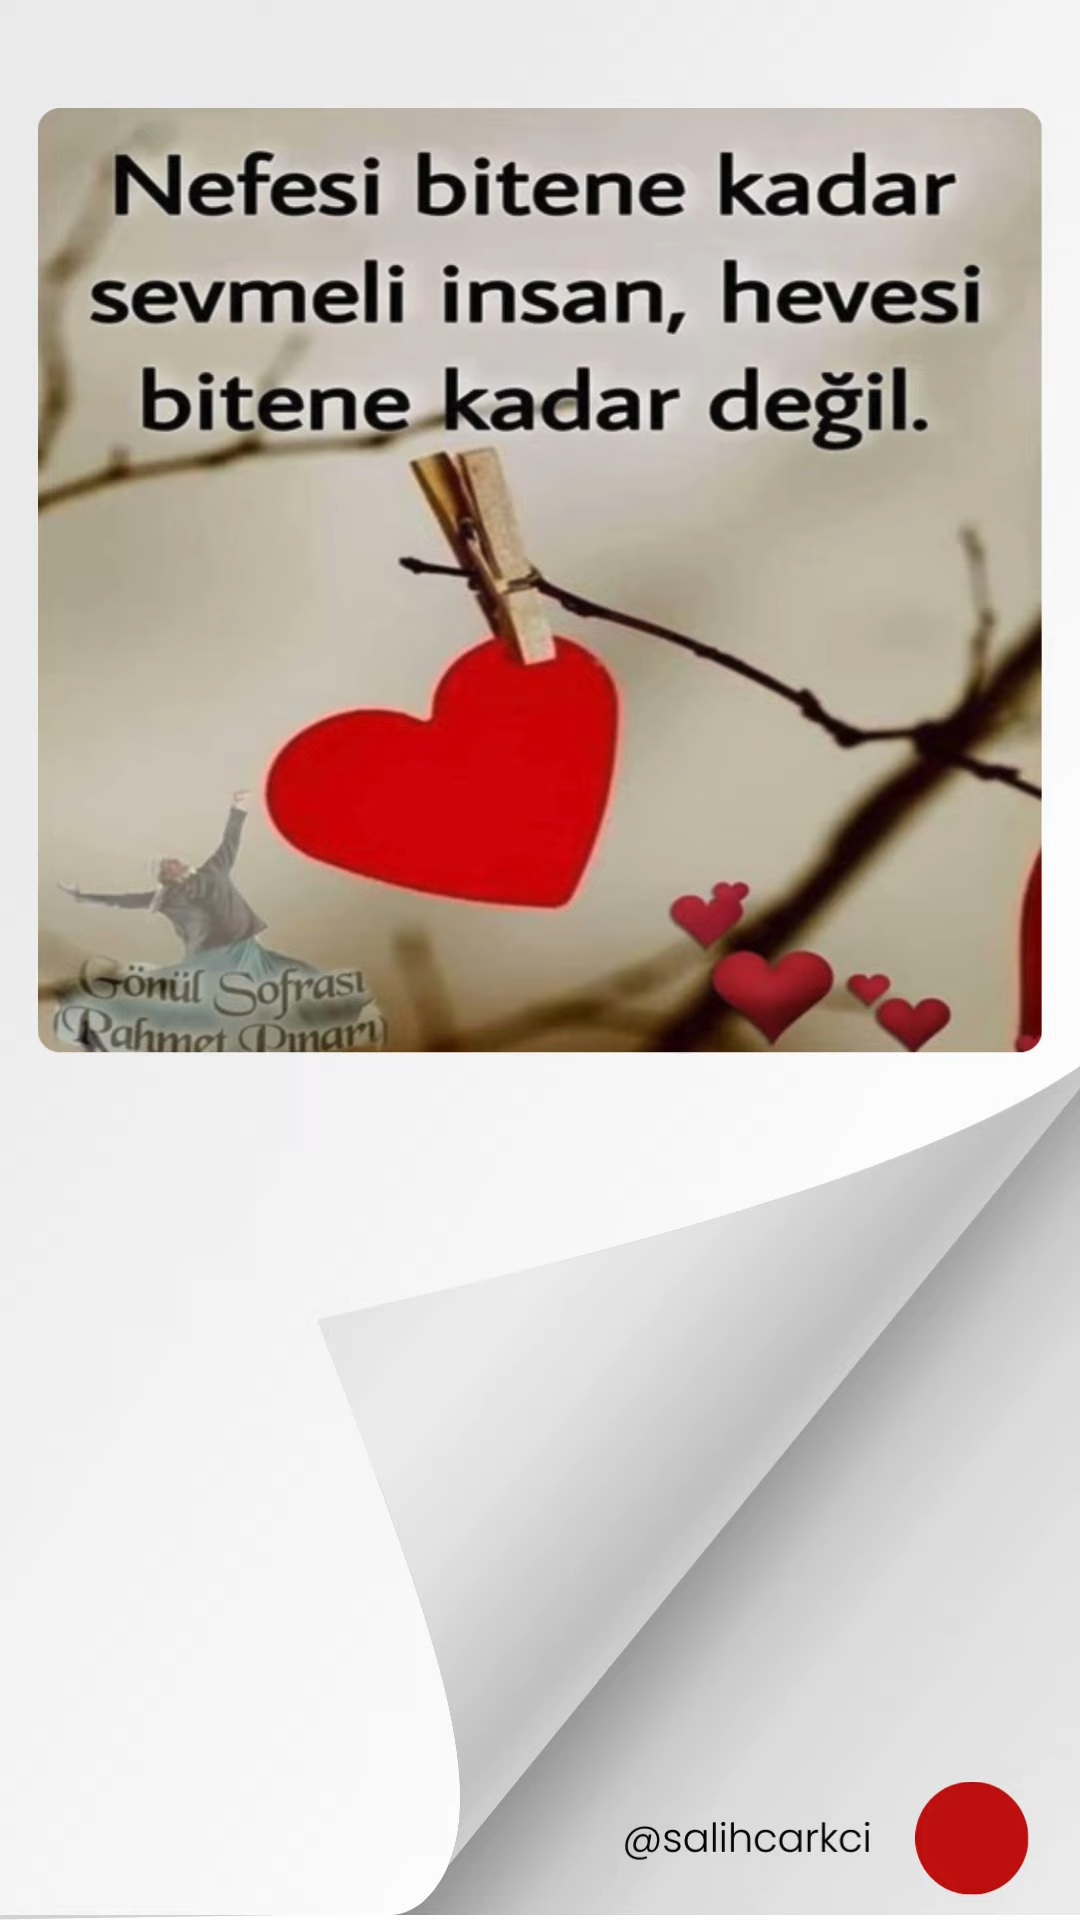 Nefesi bitene kadar
sevmeli insan, hevesi
bitene kadar değil.
Gönül Sofrası
(Rahmet Pınarı)
@salihcarkci